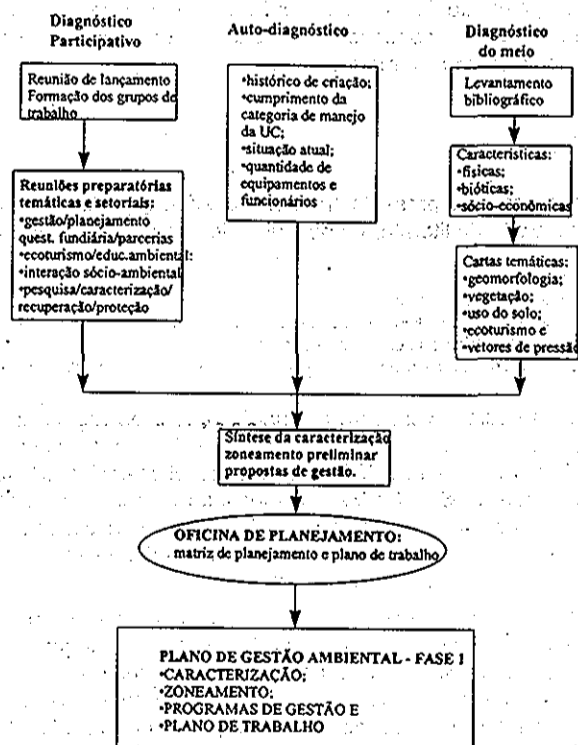 Diagnóstico
Participativo
Reunião de lançamento
Formação dos grupos de
trabalho
Reuniões preparatórias
temáticas e setoriais:
•gestão/planejamento
quest. fundiária/parcerias
•ecoturismo/educ.ambiental:
•interação sócio-ambiental
•pesquisa/caracterização/
recuperação/proteção
Auto-diagnóstico
•histórico de criação;
•cumprimento da
categoria de manejo
da UC;
•situação atual;
•quantidade de
equipamentos e
funcionários
Diagnóstico
do meio
Levantamento
bibliográfico
Características:
•físicas;
•bióticas;
•sócio-econômicas
Cartas temáticas:
•geomorfologia;
•vegetação;
•uso do solo;
•ecoturismo e
•vetores de pressão
Síntese da caracterização
zoneamento preliminar
propostas de gestão.
OFICINA DE PLANEJAMENTO:
matriz de planejamento e plano de trabalho
PLANO DE GESTÃO AMBIENTAL - FASE 1
•CARACTERIZAÇÃO;
•ZONEAMENTO;
•PROGRAMAS DE GESTÃO E
•PLANO DE TRABALHO